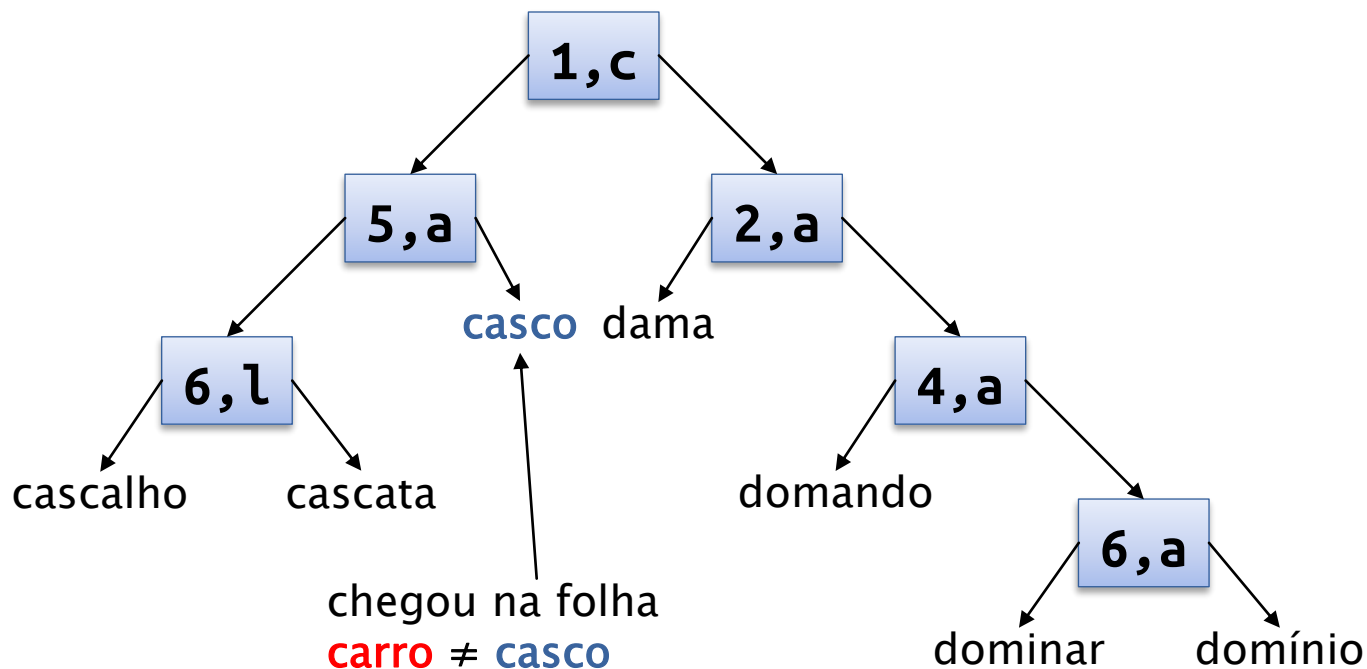 1,c
5,a
2,a
casco dama
6,l
4,a
cascalho cascata domando
6,a
chegou na folha
carro ≠ casco
dominar domínio